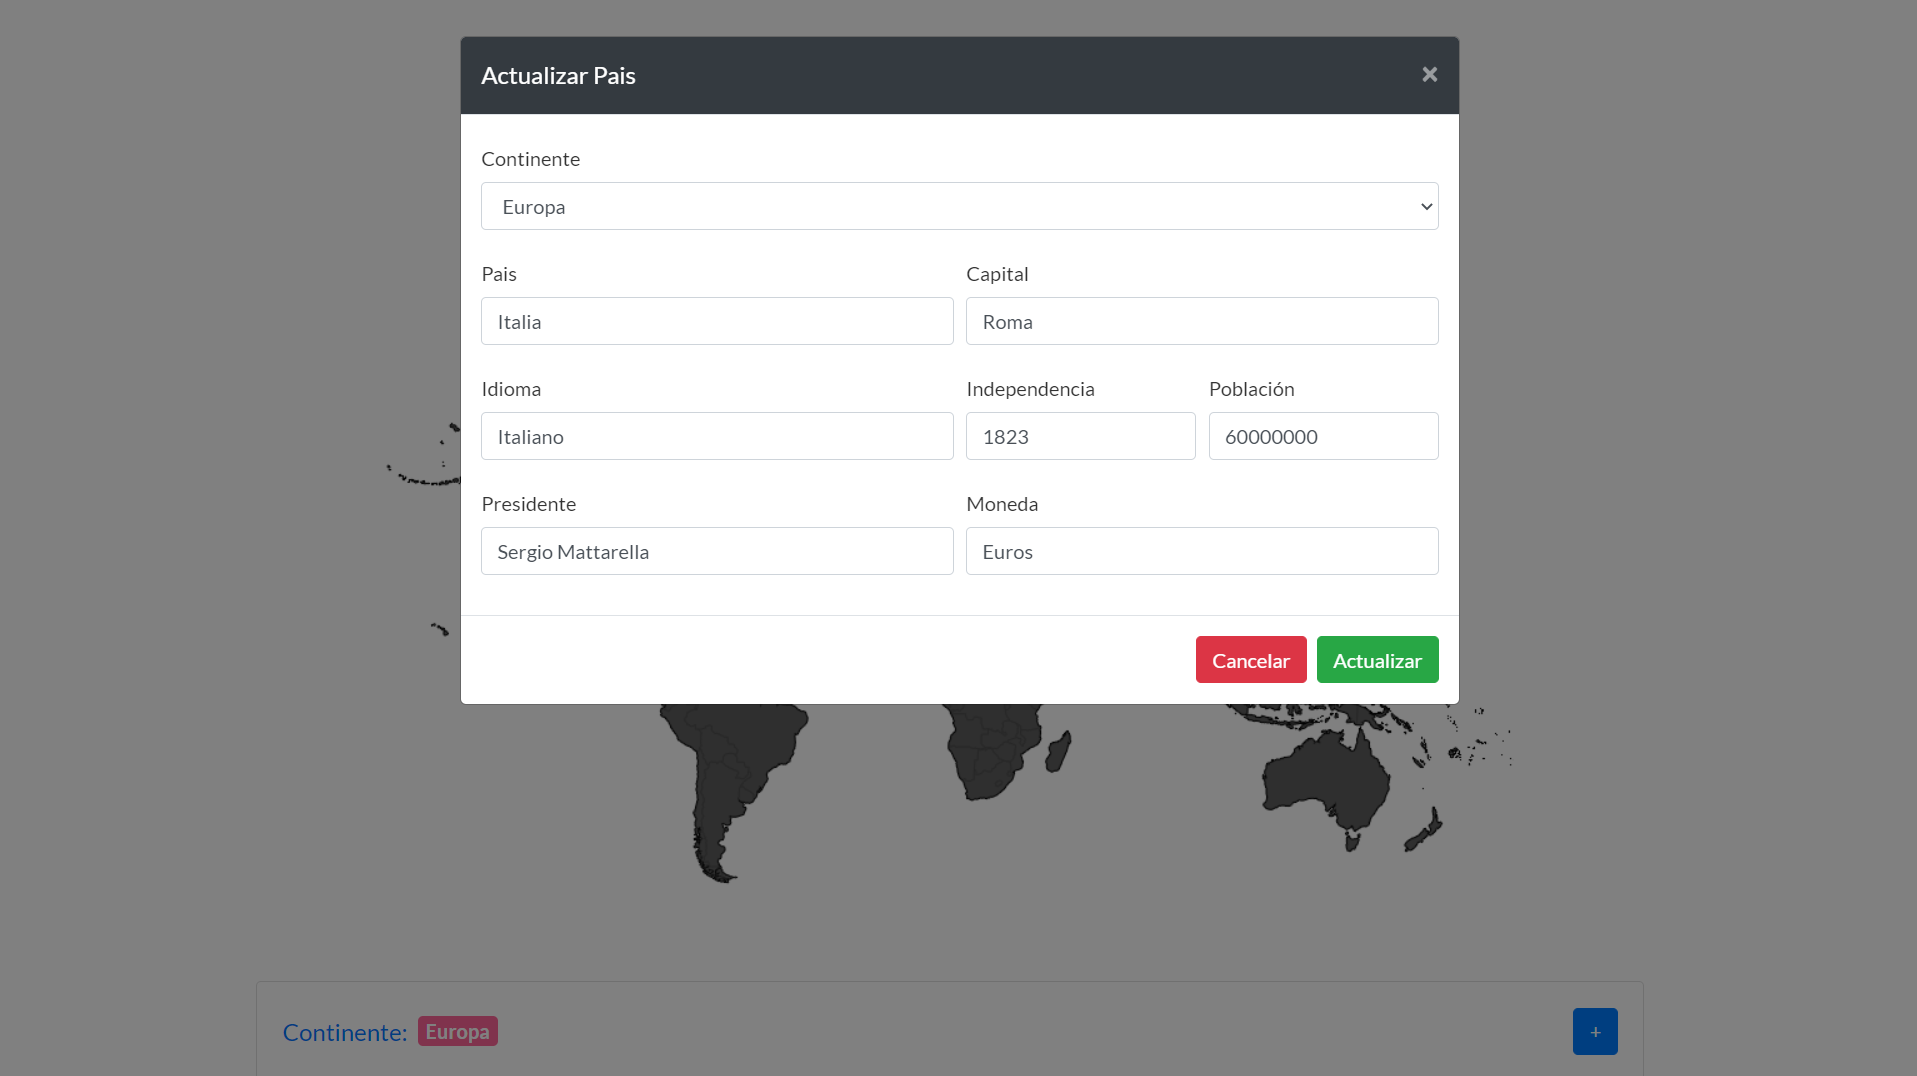 Actualizar Pais ×
Continente
Europa
Pais Capital
Italia Roma
Idioma Independencia Población
Italiano 1823 60000000
Presidente Moneda
Sergio Mattarella Euros
Cancelar Actualizar
Continente: Europa +